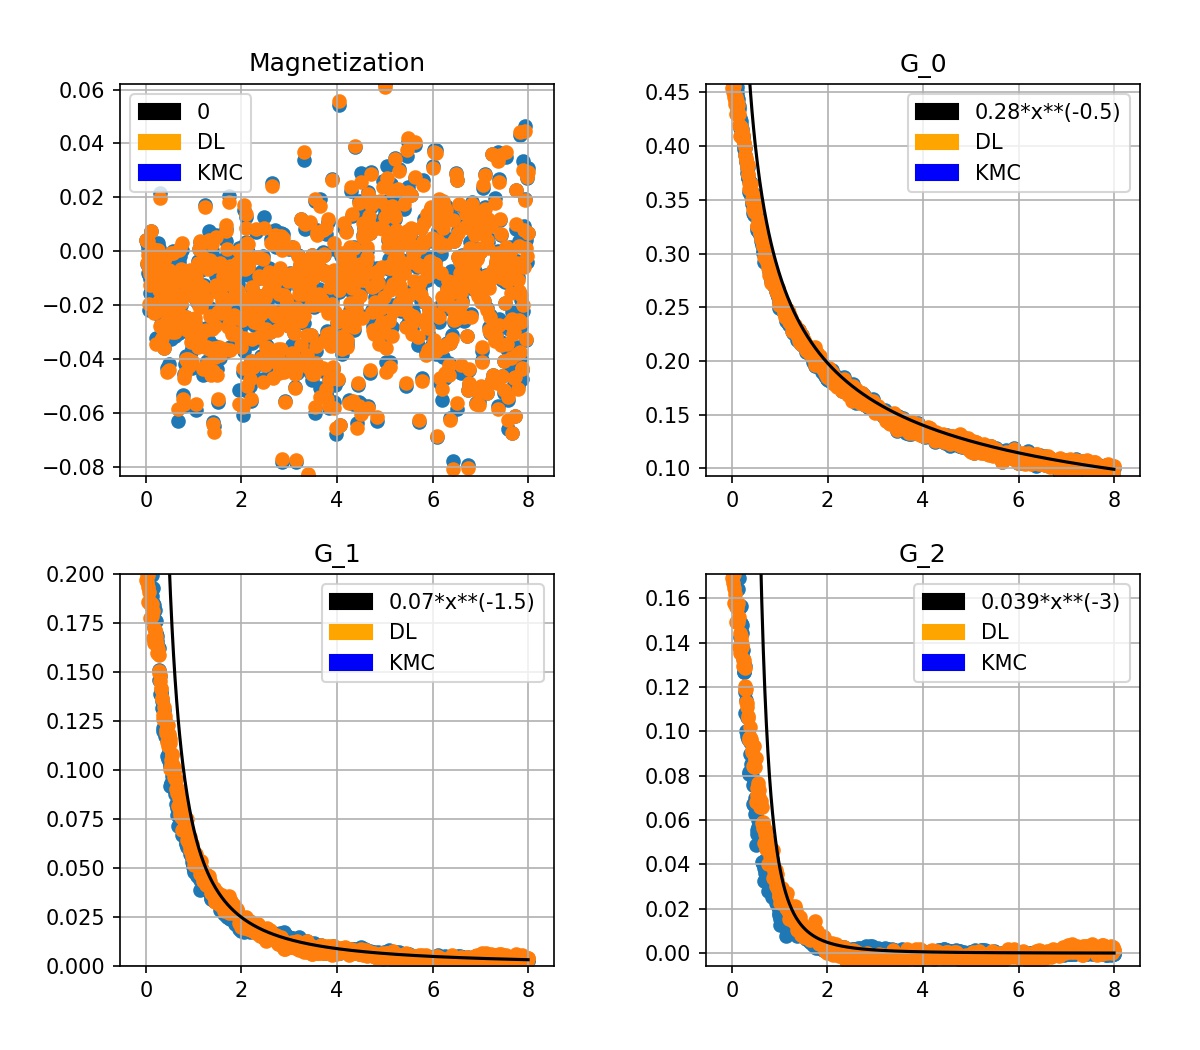 Magnetization
0.06
0.04
0.02
0.00
−0.02
−0.04
−0.06
−0.08
0
DL
KMC
0 2 4 6 8
G_0
0.45
0.40
0.35
0.30
0.25
0.20
0.15
0.10
0.28*x**(-0.5)
DL
KMC
0 2 4 6 8
G_1
0.200
0.175
0.150
0.125
0.100
0.075
0.050
0.025
0.000
0.07*x**(-1.5)
DL
KMC
0 2 4 6 8
G_2
0.16
0.14
0.12
0.10
0.08
0.06
0.04
0.02
0.00
0.039*x**(-3)
DL
KMC
0 2 4 6 8